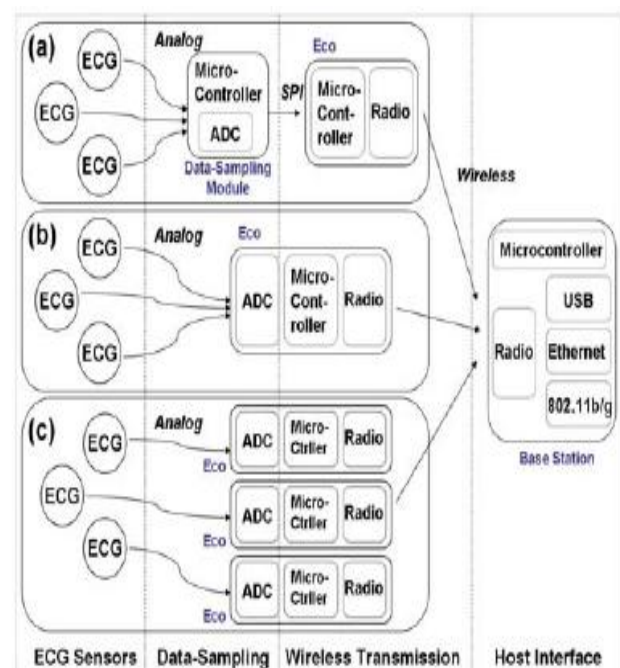 (a)
Analog
ECG
ECG
ECG
Micro-
Controller
ADC
Data-Sampling
Module
SPI
Eco
Micro-
Cont-
roller
Radio
Wireless
(b)
Analog
Eco
ECG
ECG
ECG
ADC
Micro-
Cont-
roller
Radio
(c)
Analog
ECG
ECG
ECG
ADC
Micro-
Ctrller
Radio
Eco
ADC
Micro-
Ctrller
Radio
Eco
ADC
Micro-
Ctrller
Radio
Eco
Microcontroller
Radio
USB
Ethernet
802.11b/g
Base Station
ECG Sensors
Data-Sampling
Wireless Transmission
Host Interface